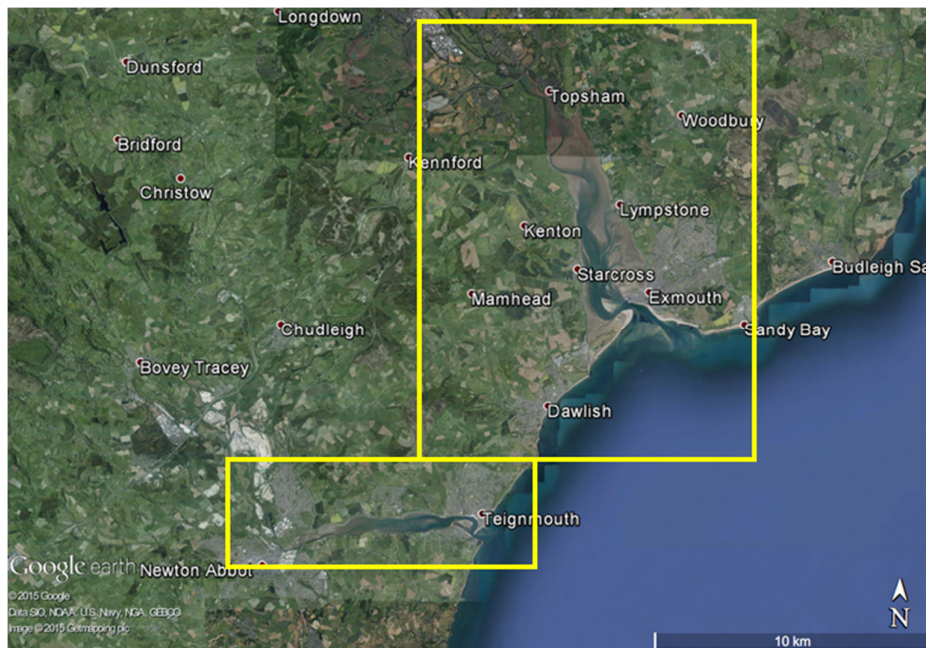 Longdown
Dunsford
Topsham
Woodbury
Bridford
Kennford
Christow
Lympstone
Kenton
Budleigh Sa
Starcross
Exmouth
Mamhead
Chudleigh
Sandy Bay
Bovey Tracey
Dawlish
Teignmouth
Google earth
Newton Abbot
© 2015 Google
Data SIO, NOAA, U.S. Navy, NGA, GEBCO
Image © 2015 Getmapping plc
N
10 km